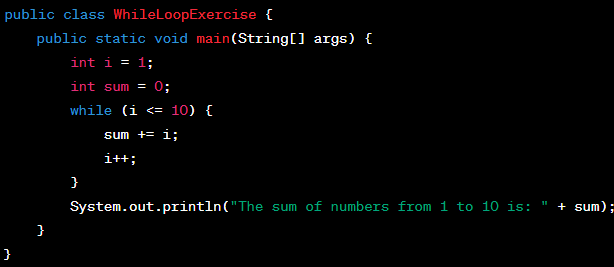 public class WhileLoopExercise {
    public static void main(String[] args) {
        int i = 1;
        int sum = 0;
        while (i <= 10) {
            sum += i;
            i++;
        }
        System.out.println("The sum of numbers from 1 to 10 is: " + sum);
    }
}